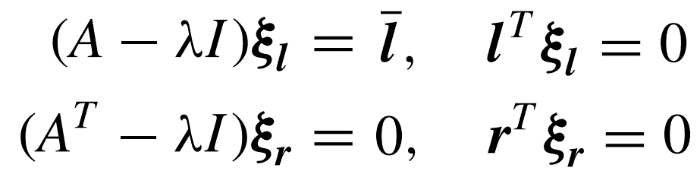 (A − λI)ξ_l = l̄, l^T ξ_l = 0
(A^T − λI)ξ_r = 0, r^T ξ_r = 0